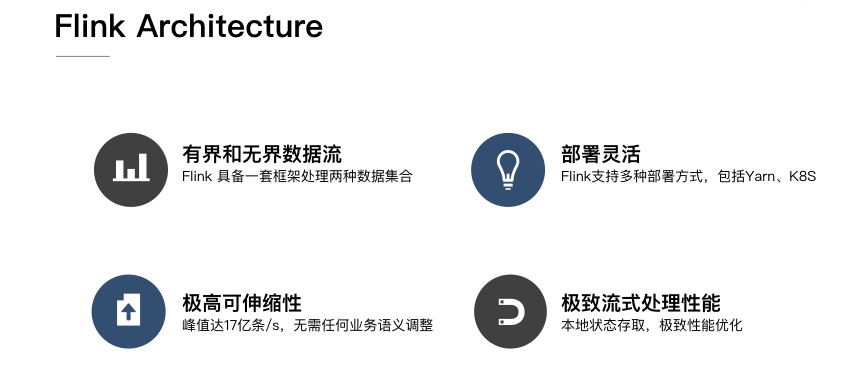 Flink Architecture
有界和无界数据流
Flink 具备一套框架处理两种数据集合
部署灵活
Flink支持多种部署方式，包括Yarn、K8S
极高可伸缩性
峰值达17亿条/s，无需任何业务语义调整
极致流式处理性能
本地状态存取，极致性能优化